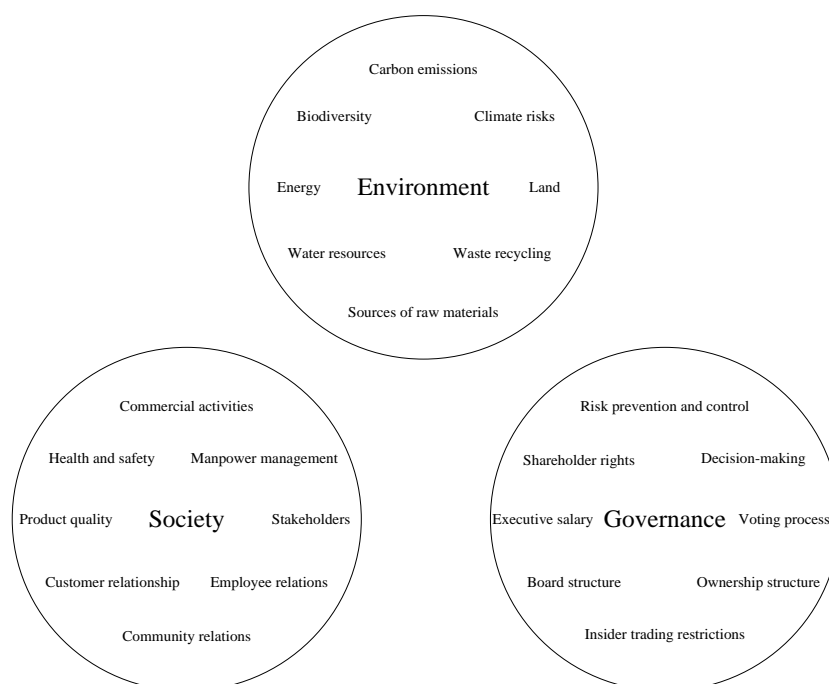 Carbon emissions
Biodiversity
Climate risks
Energy
Environment
Land
Water resources
Waste recycling
Sources of raw materials
Commercial activities
Health and safety
Manpower management
Product quality
Society
Stakeholders
Customer relationship
Employee relations
Community relations
Risk prevention and control
Shareholder rights
Decision-making
Executive salary
Governance
Voting process
Board structure
Ownership structure
Insider trading restrictions